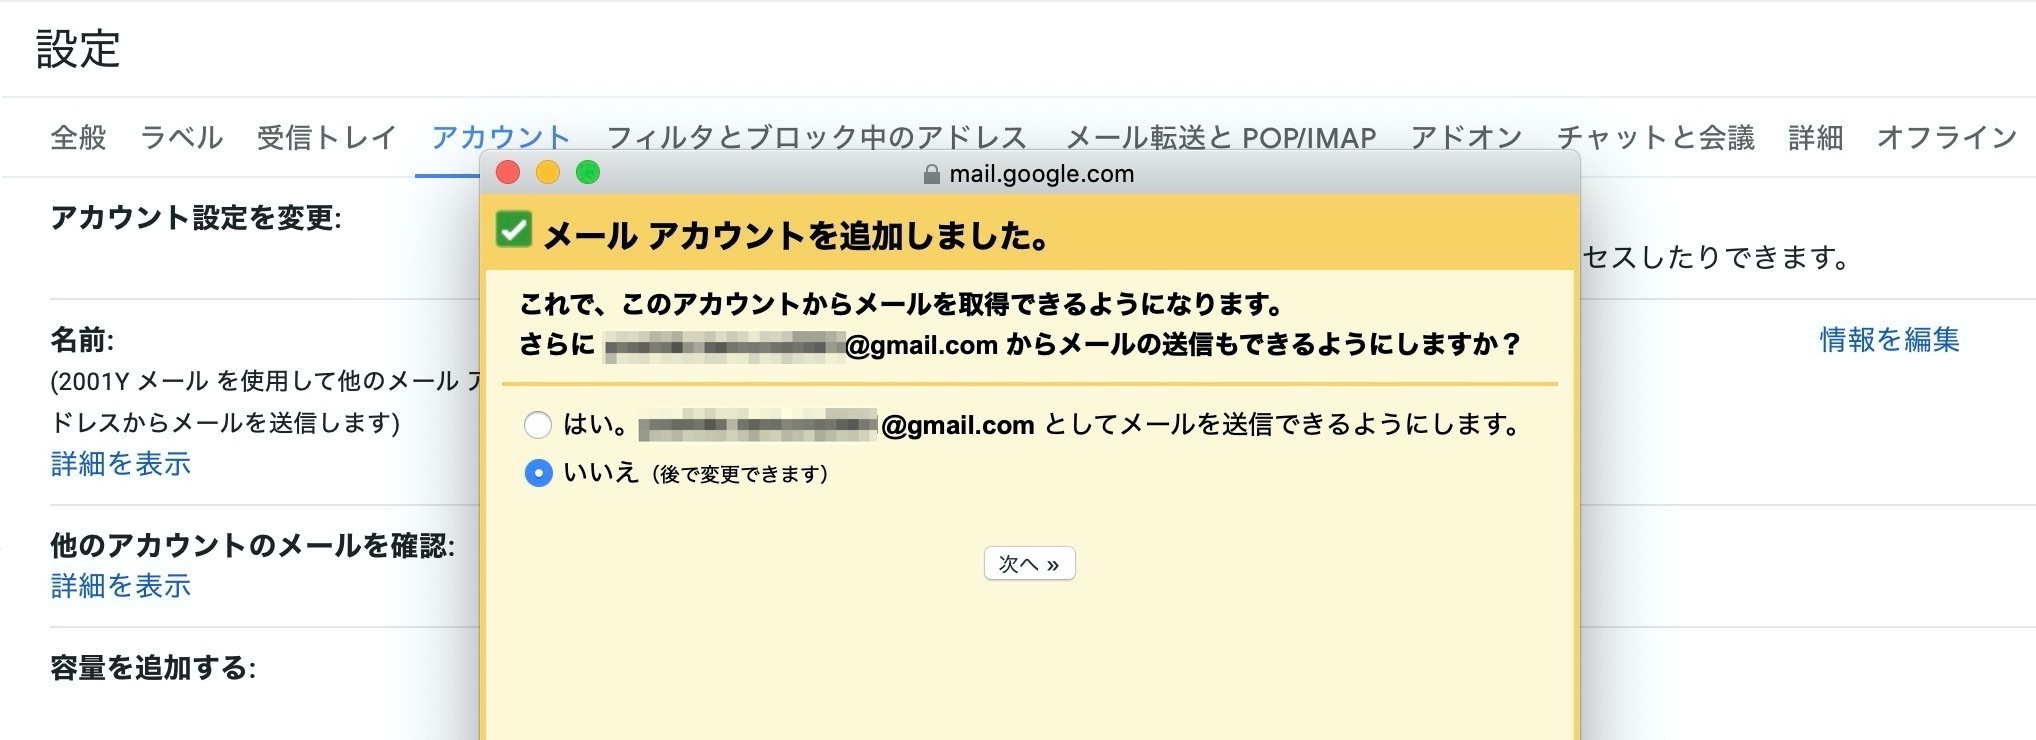 設定
全般 ラベル 受信トレイ アカウント フィルタとブロック中のアドレス メール転送と POP/IMAP アドオン チャットと会議 詳細 オフライン
mail.google.com
アカウント設定を変更:
メール アカウントを追加しました。
セスしたりできます。
これで、このアカウントからメールを取得できるようになります。
さらに @gmail.com からメールの送信もできるようにしますか？
名前:
情報を編集
(2001Y メール を使用して他のメール ア
ドレスからメールを送信します)
詳細を表示
はい。 @gmail.com としてメールを送信できるようにします。
いいえ（後で変更できます）
他のアカウントのメールを確認:
詳細を表示
次へ »
容量を追加する: